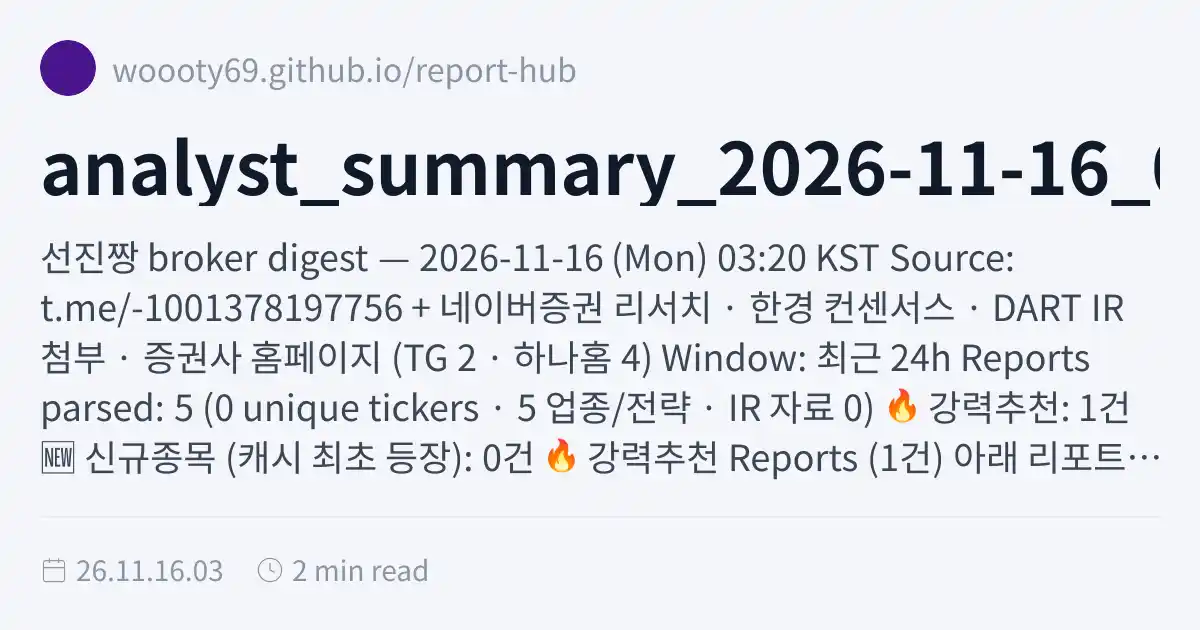 woooty69.github.io/report-hub
analyst_summary_2026-11-16_
선진짱 broker digest — 2026-11-16 (Mon) 03:20 KST Source:
t.me/-1001378197756 + 네이버증권 리서치 · 한경 컨센서스 · DART IR
첨부 · 증권사 홈페이지 (TG 2 · 하나홈 4) Window: 최근 24h Reports
parsed: 5 (0 unique tickers · 5 업종/전략 · IR 자료 0) 🔥 강력추천: 1건
🆕 신규종목 (캐시 최초 등장): 0건 🔥 강력추천 Reports (1건) 아래 리포트…
26.11.16.03
2 min read